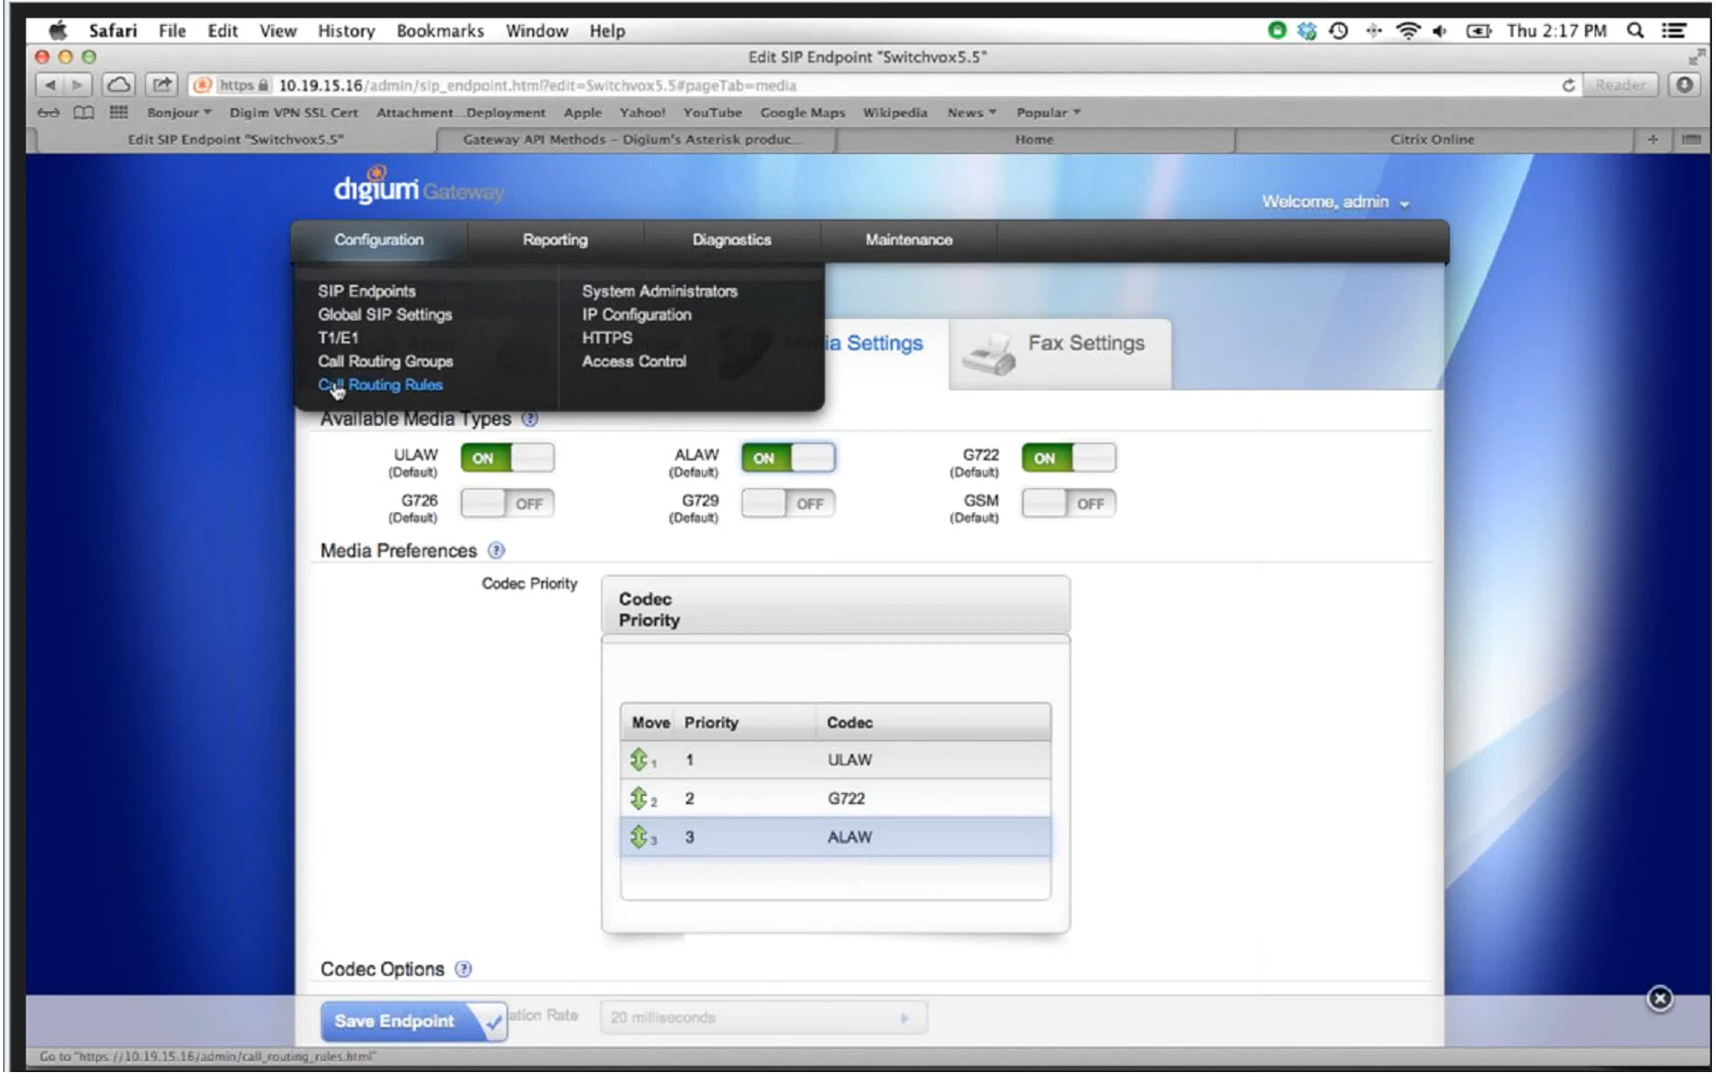 Safari File Edit View History Bookmarks Window Help Thu 2:17 PM
Edit SIP Endpoint "Switchvox5.5"
https 10.19.15.16/admin/sip_endpoint.html?edit=Switchvox5.5#pageTab=media Reader
Bonjour Digim VPN SSL Cert Attachment...Deployment Apple Yahoo! YouTube Google Maps Wikipedia News Popular
Edit SIP Endpoint "Switchvox5.5" Gateway API Methods – Digium's Asterisk produc... Home Citrix Online +
digium Gateway
Welcome, admin
Configuration Reporting Diagnostics Maintenance
SIP Endpoints System Administrators
Global SIP Settings IP Configuration
T1/E1 HTTPS
Call Routing Groups Access Control
Call Routing Rules
ia Settings Fax Settings
Available Media Types ?
ULAW ON ALAW ON G722 ON
(Default) (Default) (Default)
G726 OFF G729 OFF GSM OFF
(Default) (Default) (Default)
Media Preferences ?
Codec Priority
Codec
Priority
Move Priority Codec
1 1 ULAW
2 2 G722
3 3 ALAW
Codec Options ?
Save Endpoint ation Rate 20 milliseconds
Go to "https://10.19.15.16/admin/call_routing_rules.html"